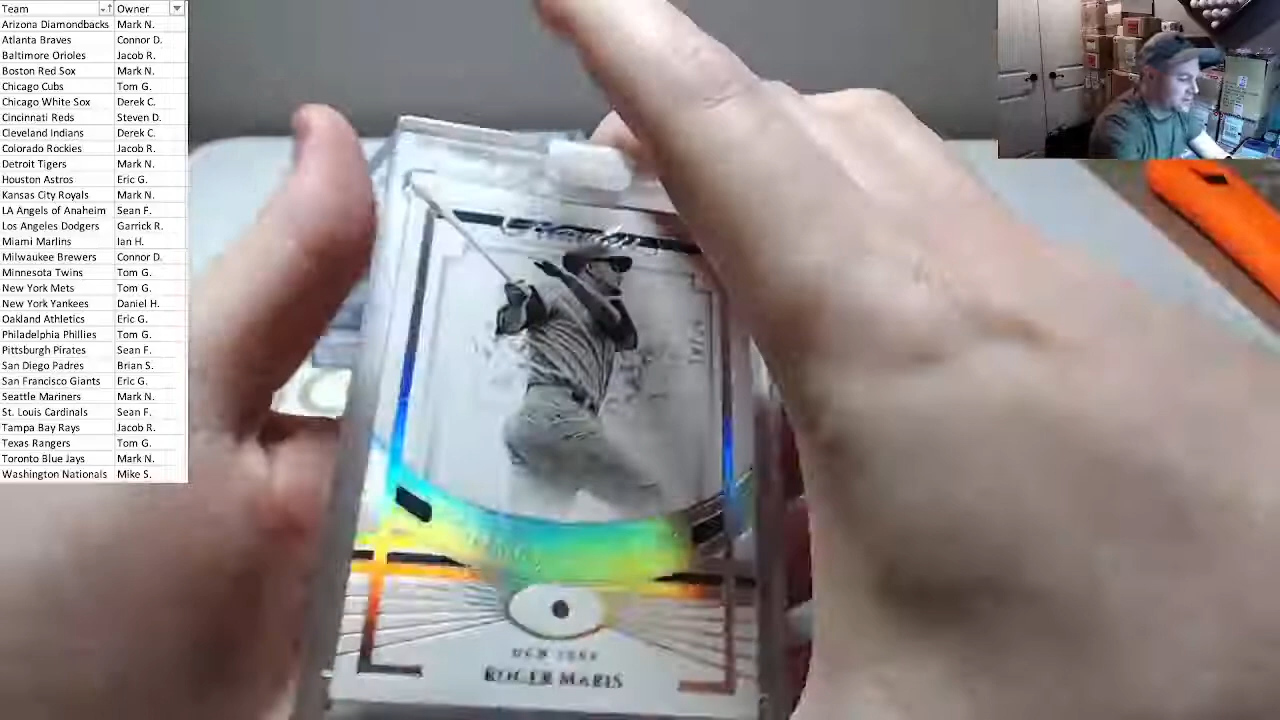 Team Owner
Arizona Diamondbacks Mark N.
Atlanta Braves Connor D.
Baltimore Orioles Jacob R.
Boston Red Sox Mark N.
Chicago Cubs Tom G.
Chicago White Sox Derek C.
Cincinnati Reds Steven D.
Cleveland Indians Derek C.
Colorado Rockies Jacob R.
Detroit Tigers Mark N.
Houston Astros Eric G.
Kansas City Royals Mark N.
LA Angels of Anaheim Sean F.
Los Angeles Dodgers Garrick R.
Miami Marlins Ian H.
Milwaukee Brewers Connor D.
Minnesota Twins Tom G.
New York Mets Tom G.
New York Yankees Daniel H.
Oakland Athletics Eric G.
Philadelphia Phillies Tom G.
Pittsburgh Pirates Sean F.
San Diego Padres Brian S.
San Francisco Giants Eric G.
Seattle Mariners Mark N.
St. Louis Cardinals Sean F.
Tampa Bay Rays Jacob R.
Texas Rangers Tom G.
Toronto Blue Jays Mark N.
Washington Nationals Mike S.
NEW YORK
ROGER MARIS